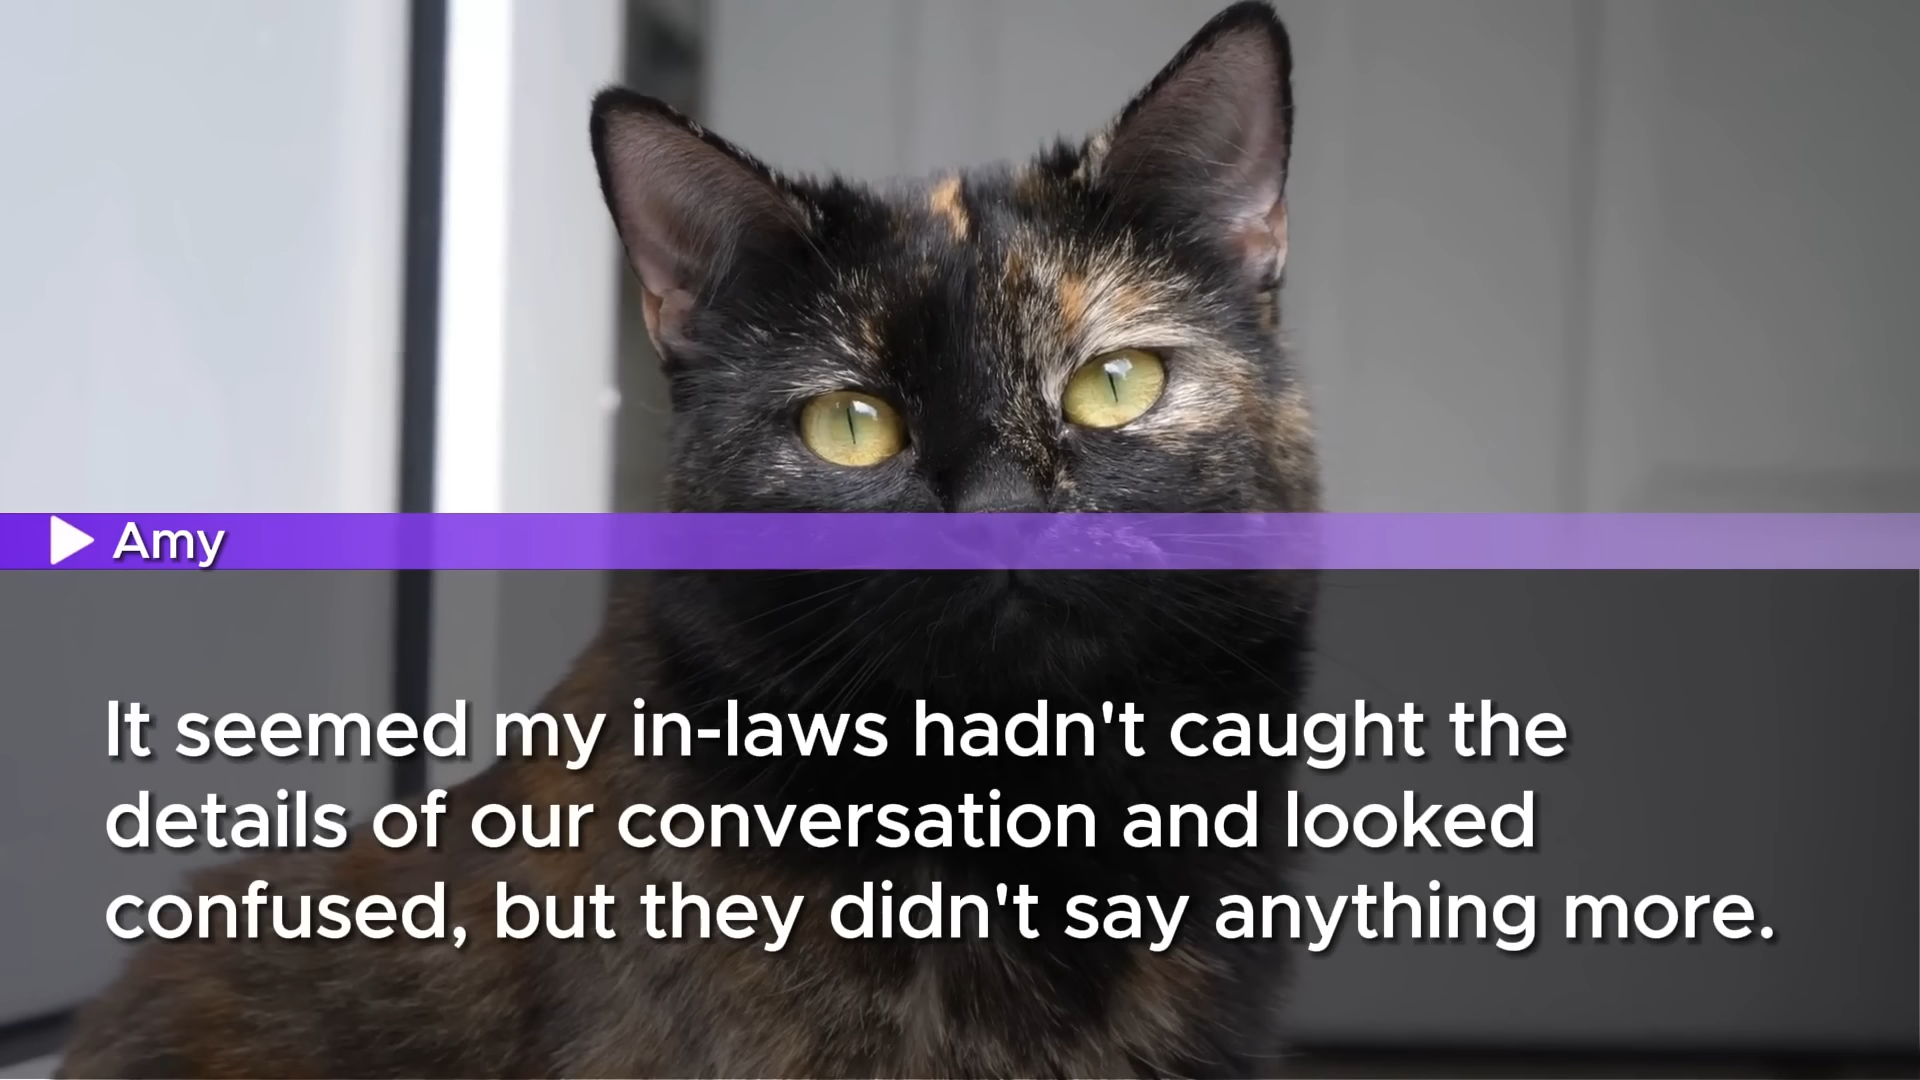 Amy
It seemed my in-laws hadn't caught the
details of our conversation and looked
confused, but they didn't say anything more.